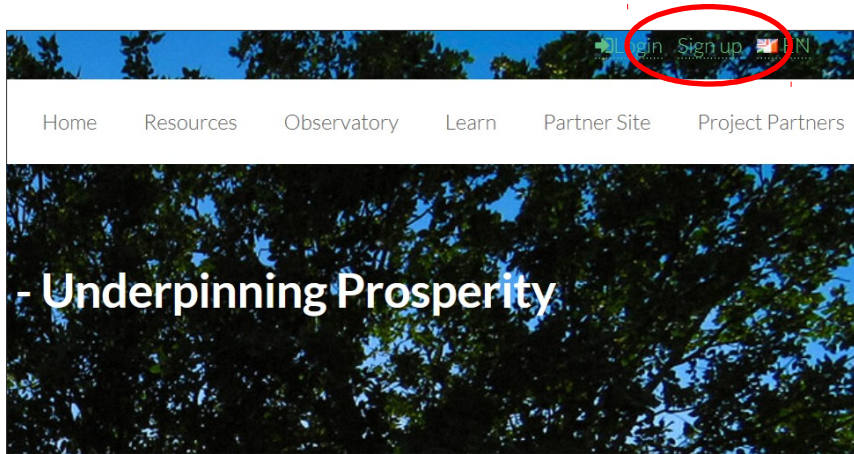 Login Sign up EN
Home Resources Observatory Learn Partner Site Project Partners
- Underpinning Prosperity